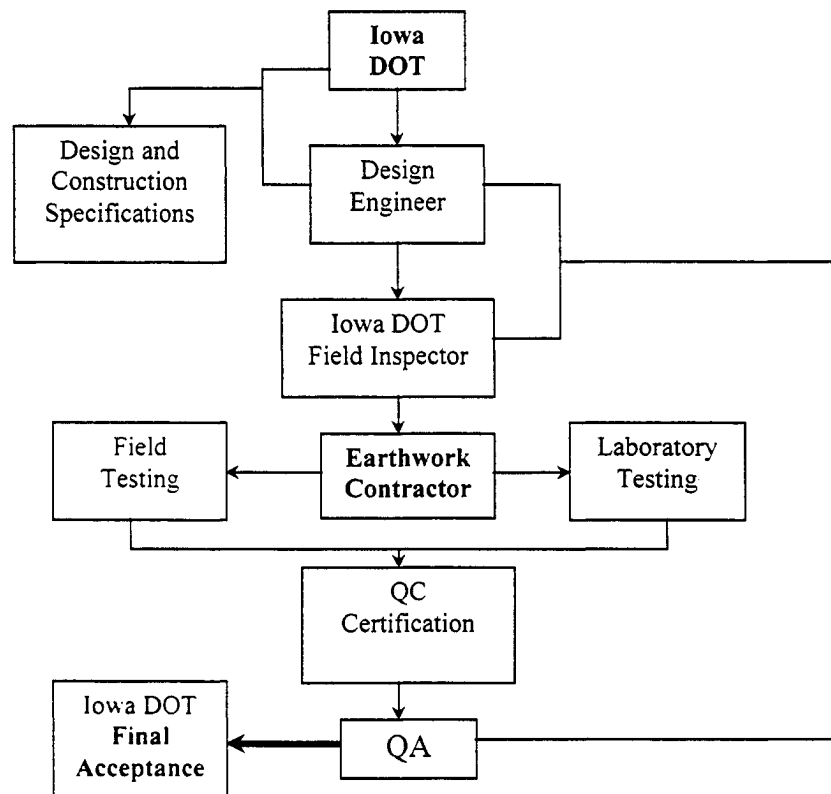 Iowa
DOT
Design and
Construction
Specifications
Design
Engineer
Iowa DOT
Field Inspector
Field
Testing
Earthwork
Contractor
Laboratory
Testing
QC
Certification
Iowa DOT
Final
Acceptance
QA